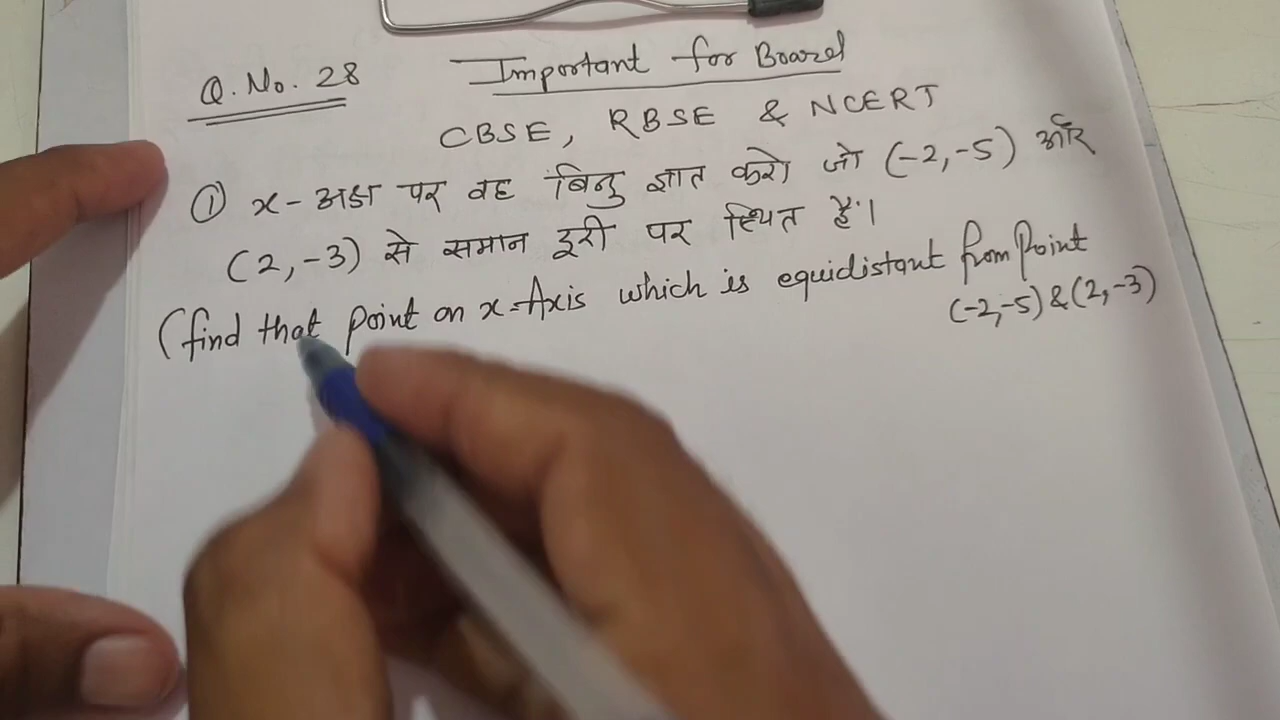 Q. No. 28
Important for Board
CBSE, RBSE & NCERT
① x-अक्ष पर वह बिन्दु ज्ञात करो जो (-2,-5) और
(2,-3) से समान दूरी पर स्थित है।
(find that point on x-Axis which is equidistant from Point
(-2,-5) & (2,-3)